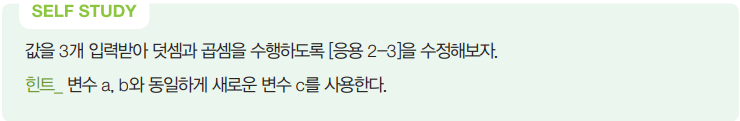 SELF STUDY
값을 3개 입력받아 덧셈과 곱셈을 수행하도록 [응용 2-3]을 수정해보자.
힌트_ 변수 a, b와 동일하게 새로운 변수 c를 사용한다.